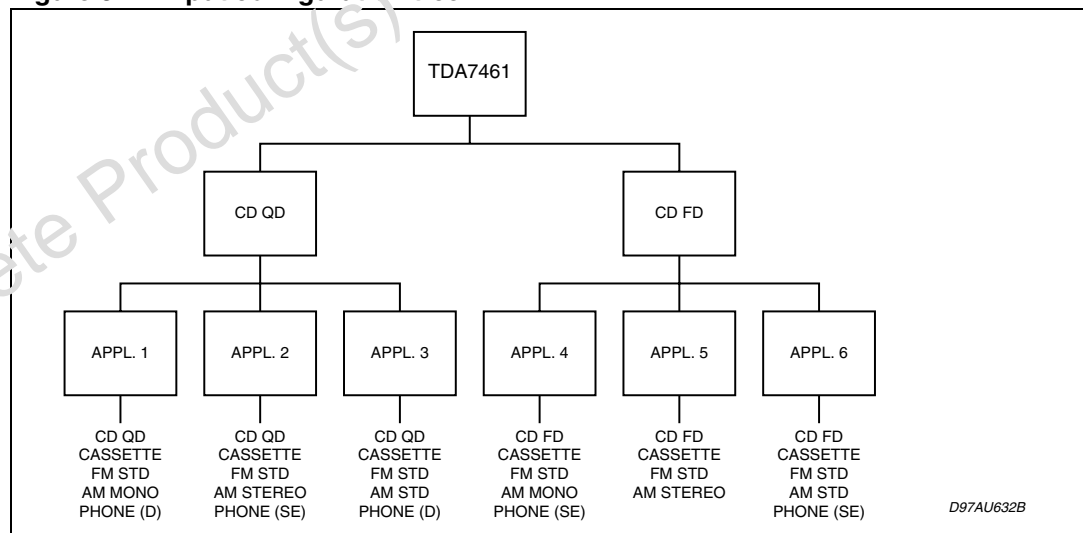 TDA7461
CD QD
CD FD
APPL. 1
APPL. 2
APPL. 3
APPL. 4
APPL. 5
APPL. 6
CD QD
CASSETTE
FM STD
AM MONO
PHONE (D)
CD QD
CASSETTE
FM STD
AM STEREO
PHONE (SE)
CD QD
CASSETTE
FM STD
AM STD
PHONE (D)
CD FD
CASSETTE
FM STD
AM MONO
PHONE (SE)
CD FD
CASSETTE
FM STD
AM STEREO
CD FD
CASSETTE
FM STD
AM STD
PHONE (SE)
D97AU632B
ete Product(s)